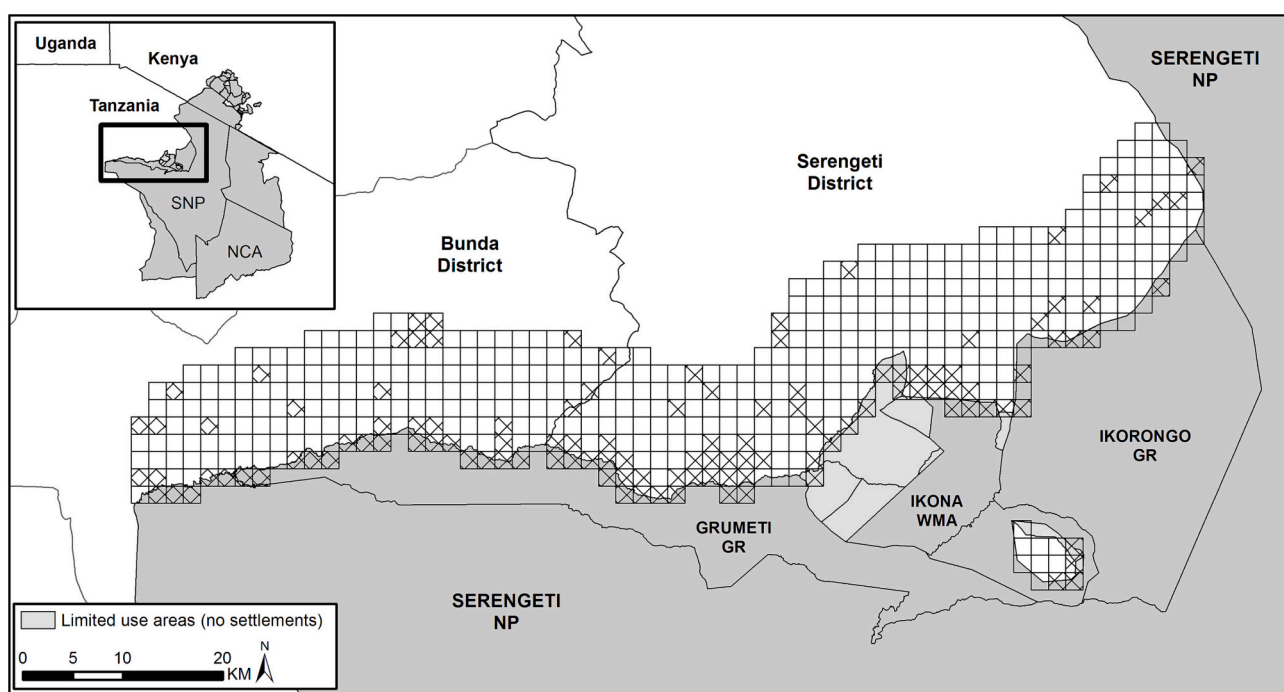 Uganda
Kenya
Tanzania
SNP
NCA
SERENGETI
NP
Serengeti
District
Bunda
District
IKORONGO
GR
IKONA
WMA
GRUMETI
GR
SERENGETI
NP
Limited use areas (no settlements)
0 5 10 20
KM
N